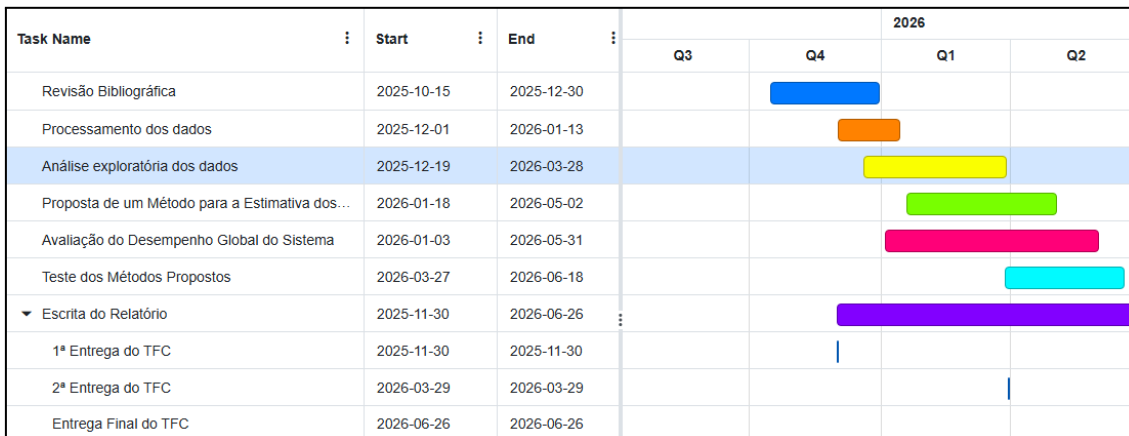 2026
Task Name Start End
Q3 Q4 Q1 Q2
Revisão Bibliográfica 2025-10-15 2025-12-30
Processamento dos dados 2025-12-01 2026-01-13
Análise exploratória dos dados 2025-12-19 2026-03-28
Proposta de um Método para a Estimativa dos... 2026-01-18 2026-05-02
Avaliação do Desempenho Global do Sistema 2026-01-03 2026-05-31
Teste dos Métodos Propostos 2026-03-27 2026-06-18
Escrita do Relatório 2025-11-30 2026-06-26
1ª Entrega do TFC 2025-11-30 2025-11-30
2ª Entrega do TFC 2026-03-29 2026-03-29
Entrega Final do TFC 2026-06-26 2026-06-26